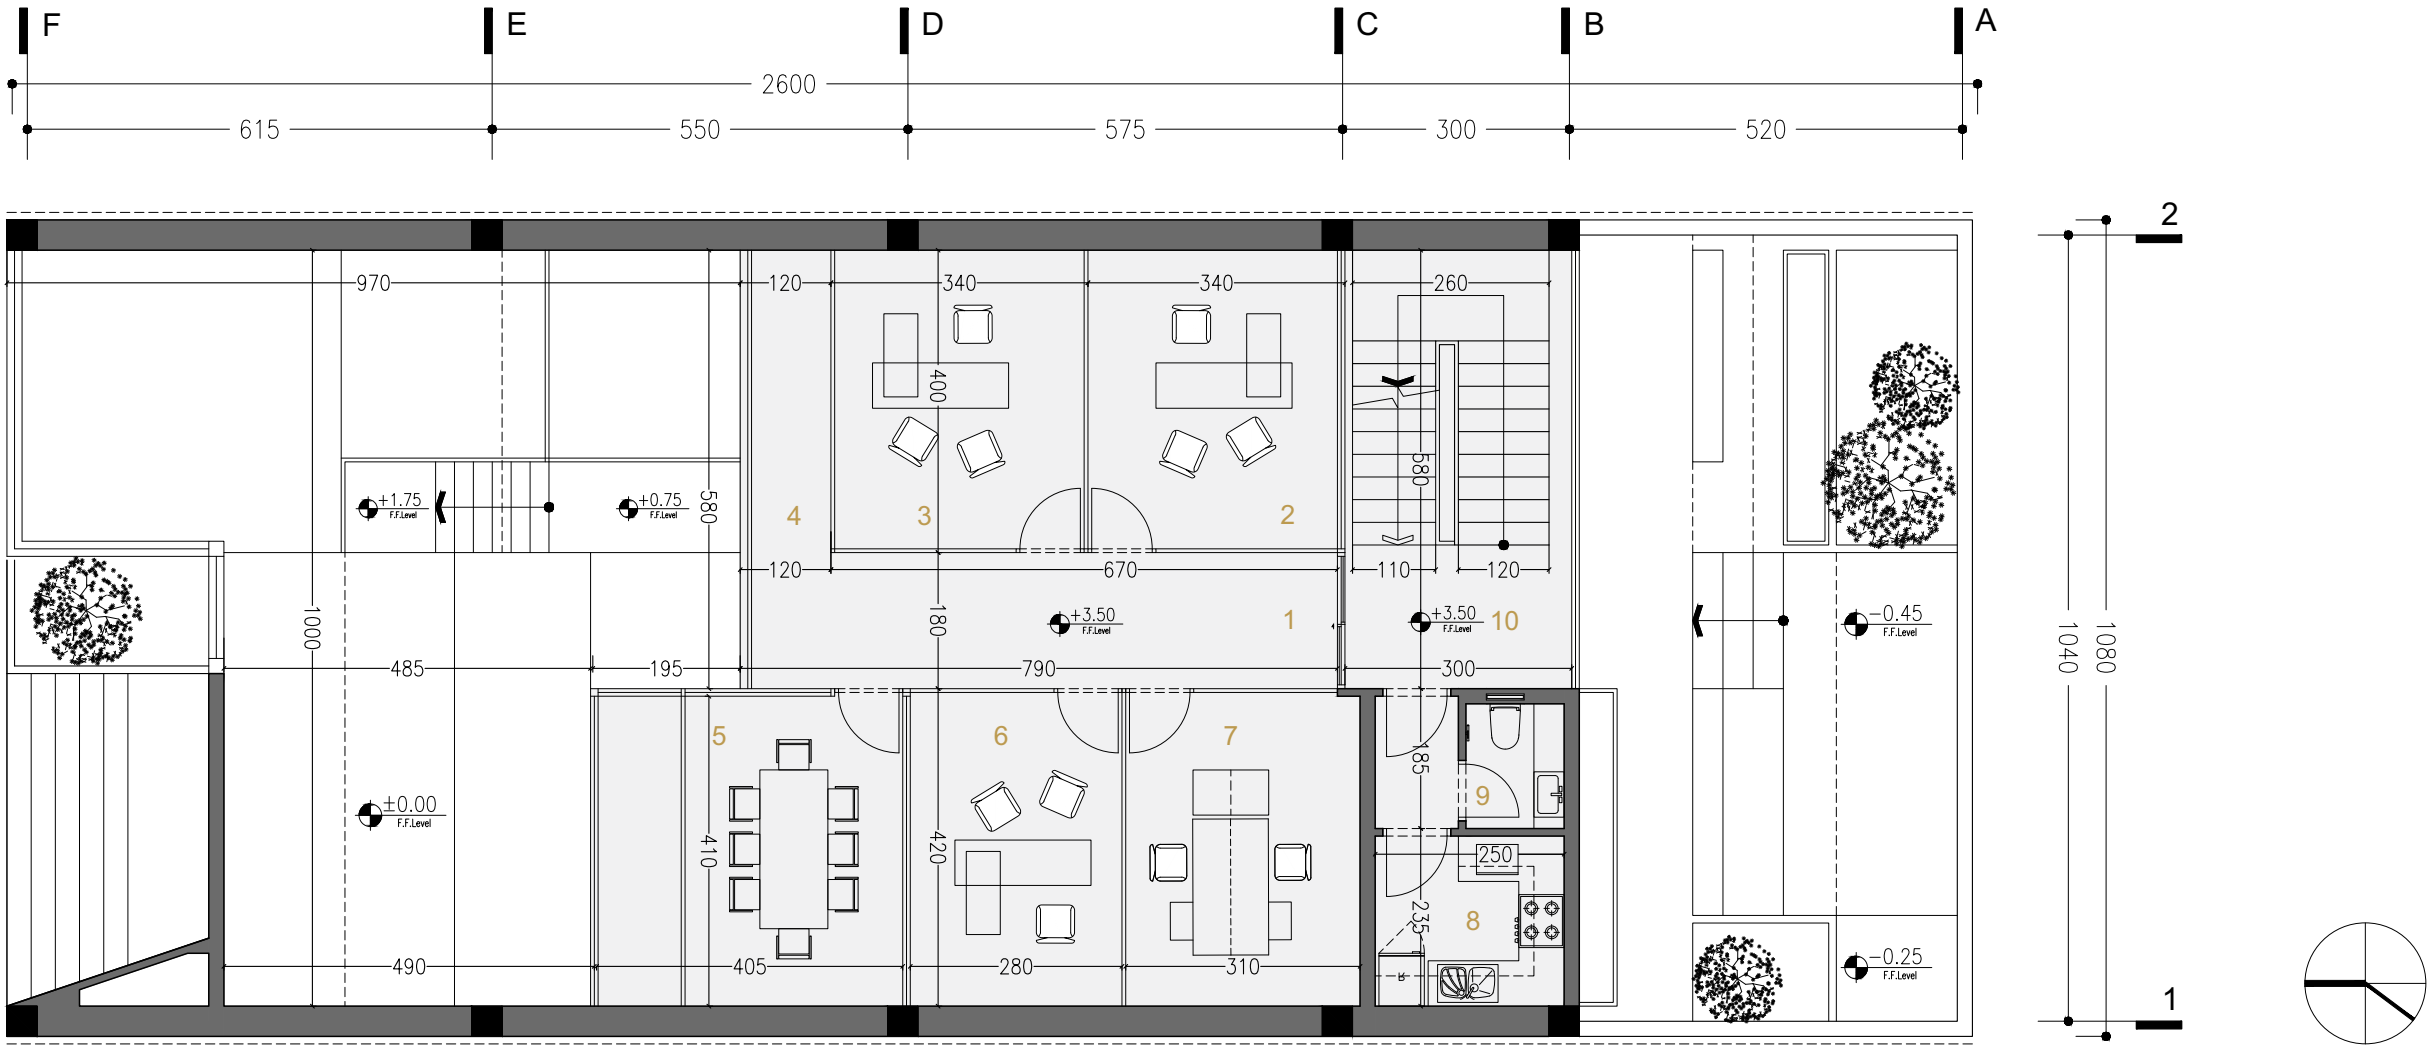 F E D C B A
2600
615 550 575 300 520
2
970 120 340 340 260
400
580
+1.75 F.F.Level
+0.75 F.F.Level
580
4 3 2
120 670 110 120
1000
180
+3.50 F.F.Level
1
+3.50 F.F.Level
10
-0.45 F.F.Level
1040
1080
485 195 790 300
5 6 7
185
9
±0.00 F.F.Level
410
420
250
235
8
490 405 280 310
R
-0.25 F.F.Level
1